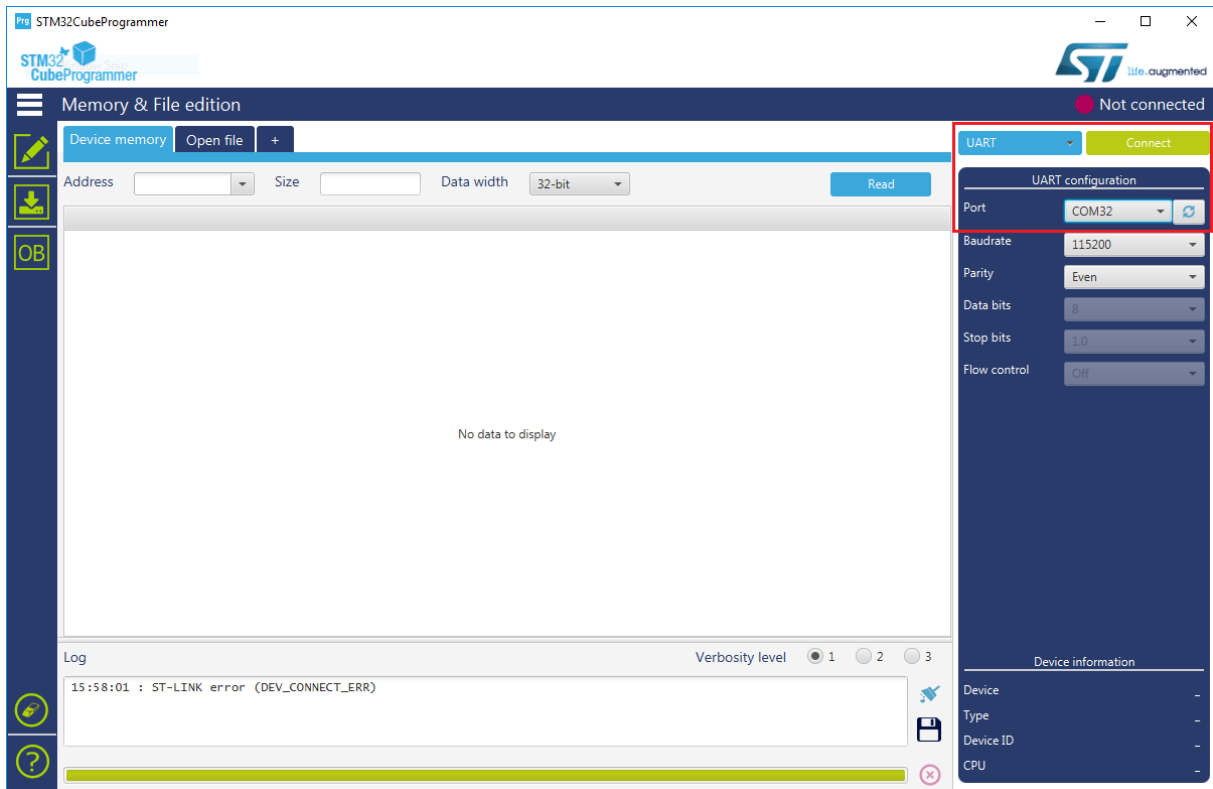 Prg STM32CubeProgrammer
STM32
CubeProgrammer
ST life.augmented
Memory & File edition
Not connected
Device memory Open file +
UART Connect
Address Size Data width 32-bit Read
UART configuration
Port COM32
Baudrate 115200
OB
Parity Even
Data bits 8
Stop bits 1.0
Flow control Off
No data to display
Log Verbosity level 1 2 3
Device information
15:58:01 : ST-LINK error (DEV_CONNECT_ERR)
Device -
Type -
Device ID -
CPU -
?